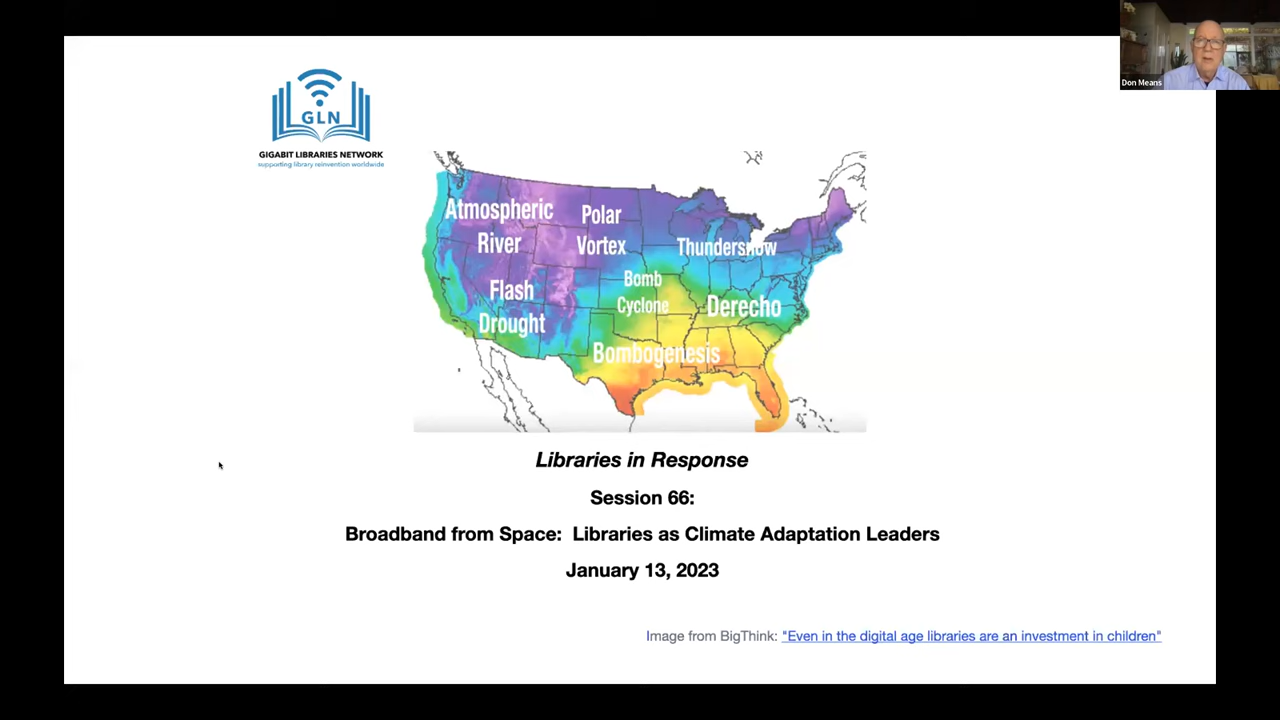 Don Means
GLN
GIGABIT LIBRARIES NETWORK
supporting library reinvention worldwide
Atmospheric
River
Polar
Vortex
Thundersnow
Flash
Drought
Bomb
Cyclone
Derecho
Bombogenesis
Libraries in Response
Session 66:
Broadband from Space: Libraries as Climate Adaptation Leaders
January 13, 2023
Image from BigThink: "Even in the digital age libraries are an investment in children"